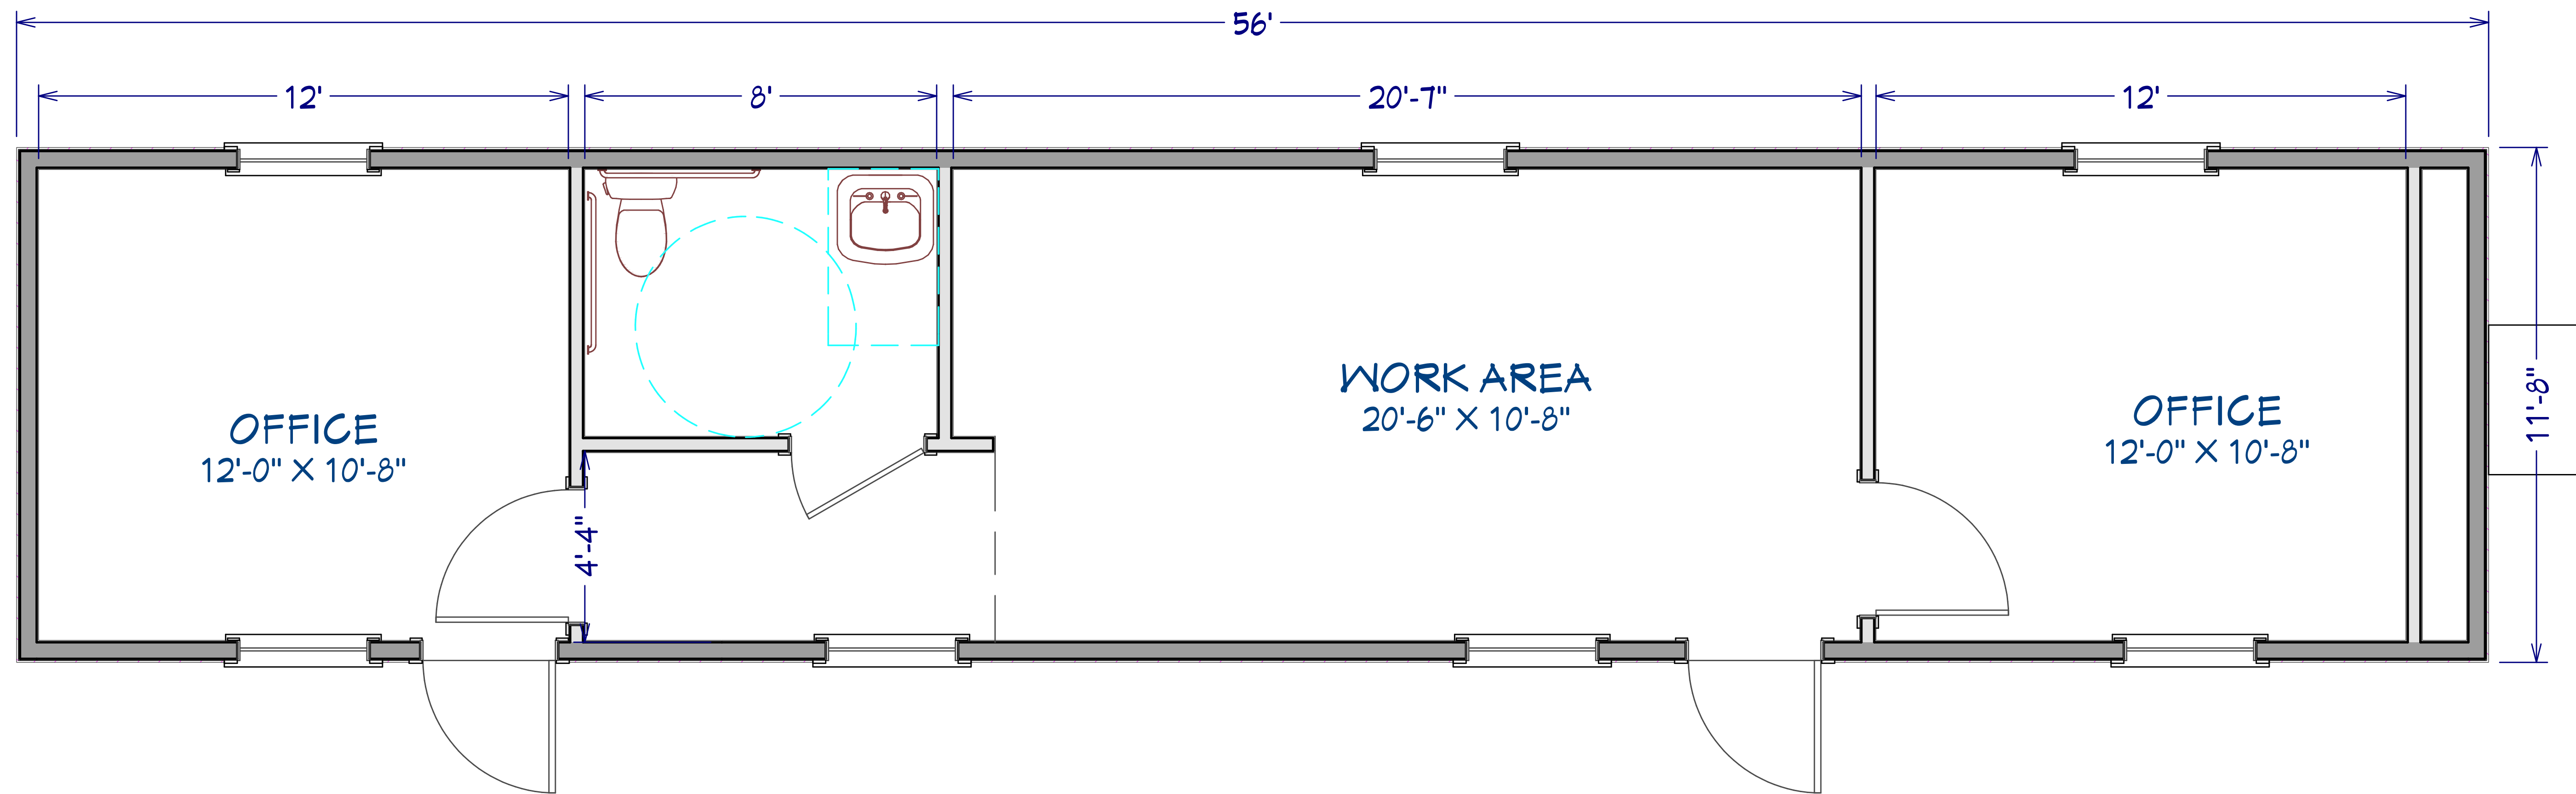 56'
12'
8'
20'-7"
12'
WORK AREA
20'-6" X 10'-8"
OFFICE
12'-0" X 10'-8"
OFFICE
12'-0" X 10'-8"
11'-8"
4'-4"